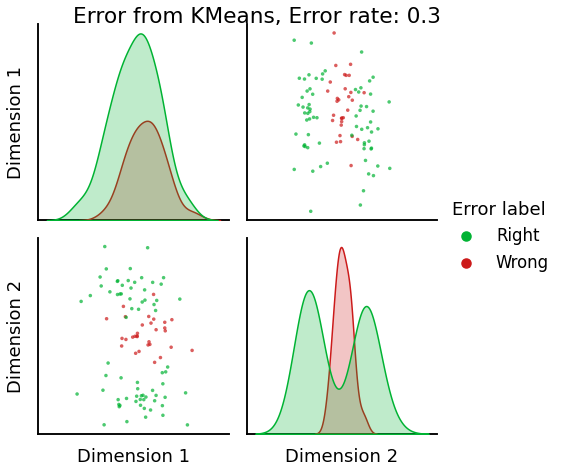 Error from KMeans, Error rate: 0.3
Dimension 1
Error label
Right
Wrong
Dimension 2
Dimension 1
Dimension 2